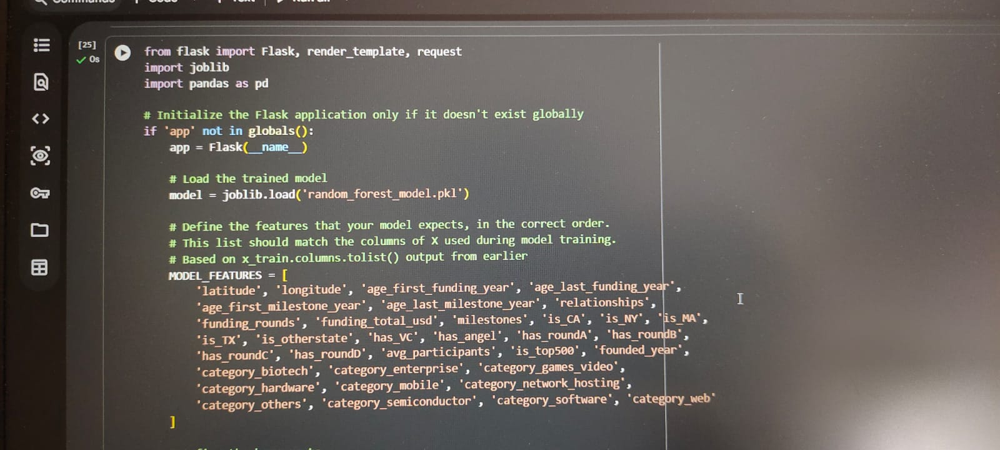 Commands + Code + Text Run all
[25]
0s
from flask import Flask, render_template, request
import joblib
import pandas as pd
# Initialize the Flask application only if it doesn't exist globally
if 'app' not in globals():
app = Flask(__name__)
# Load the trained model
model = joblib.load('random_forest_model.pkl')
# Define the features that your model expects, in the correct order.
# This list should match the columns of X used during model training.
# Based on x_train.columns.tolist() output from earlier
MODEL_FEATURES = [
'latitude', 'longitude', 'age_first_funding_year', 'age_last_funding_year',
'age_first_milestone_year', 'age_last_milestone_year', 'relationships',
'funding_rounds', 'funding_total_usd', 'milestones', 'is_CA', 'is_NY', 'is_MA',
'is_TX', 'is_otherstate', 'has_VC', 'has_angel', 'has_roundA', 'has_roundB',
'has_roundC', 'has_roundD', 'avg_participants', 'is_top500', 'founded_year',
'category_biotech', 'category_enterprise', 'category_games_video',
'category_hardware', 'category_mobile', 'category_network_hosting',
'category_others', 'category_semiconductor', 'category_software', 'category_web'
]